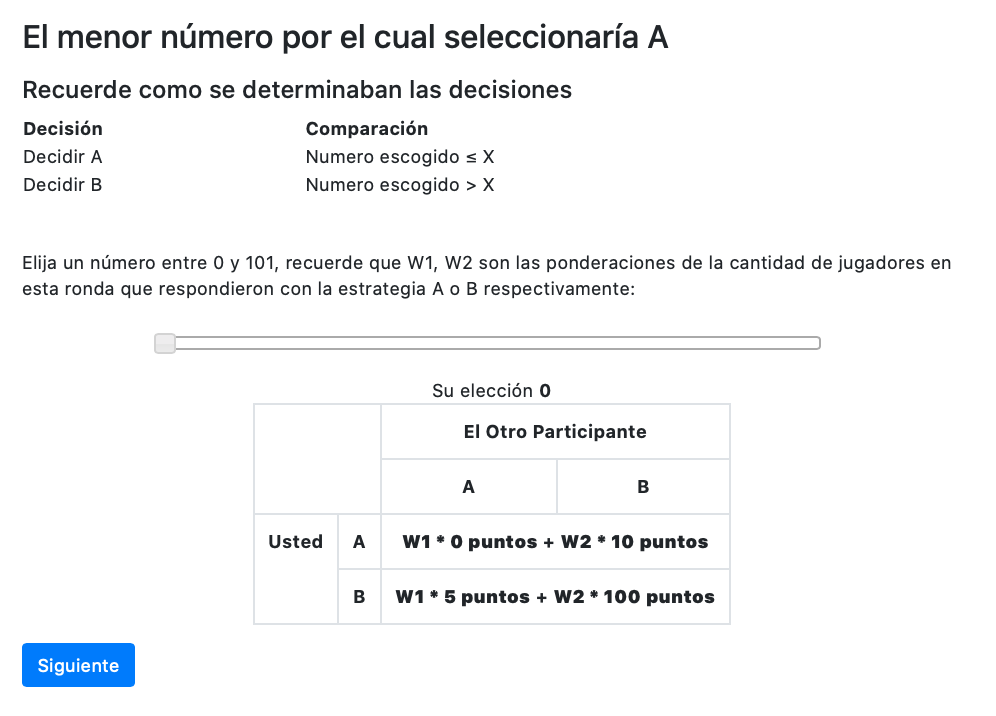 El menor número por el cual seleccionaría A
Recuerde como se determinaban las decisiones
Decisión Comparación
Decidir A Numero escogido ≤ X
Decidir B Numero escogido > X
Elija un número entre 0 y 101, recuerde que W1, W2 son las ponderaciones de la cantidad de jugadores en
esta ronda que respondieron con la estrategia A o B respectivamente:
Su elección 0
El Otro Participante
A B
Usted A W1 * 0 puntos + W2 * 10 puntos
B W1 * 5 puntos + W2 * 100 puntos
Siguiente